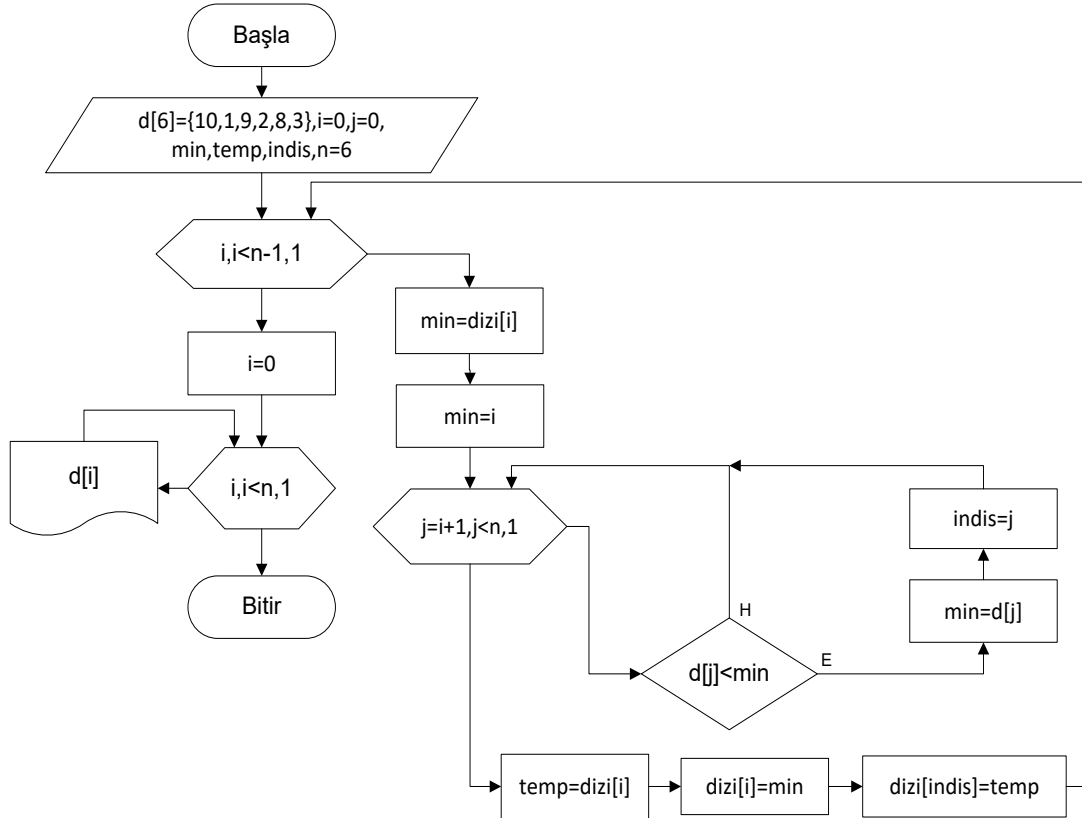 Başla
d[6]={10,1,9,2,8,3},i=0,j=0,
min,temp,indis,n=6
i,i<n-1,1
min=dizi[i]
i=0
min=i
d[i]
i,i<n,1
j=i+1,j<n,1
indis=j
Bitir
min=d[j]
H
d[j]<min
E
temp=dizi[i]
dizi[i]=min
dizi[indis]=temp